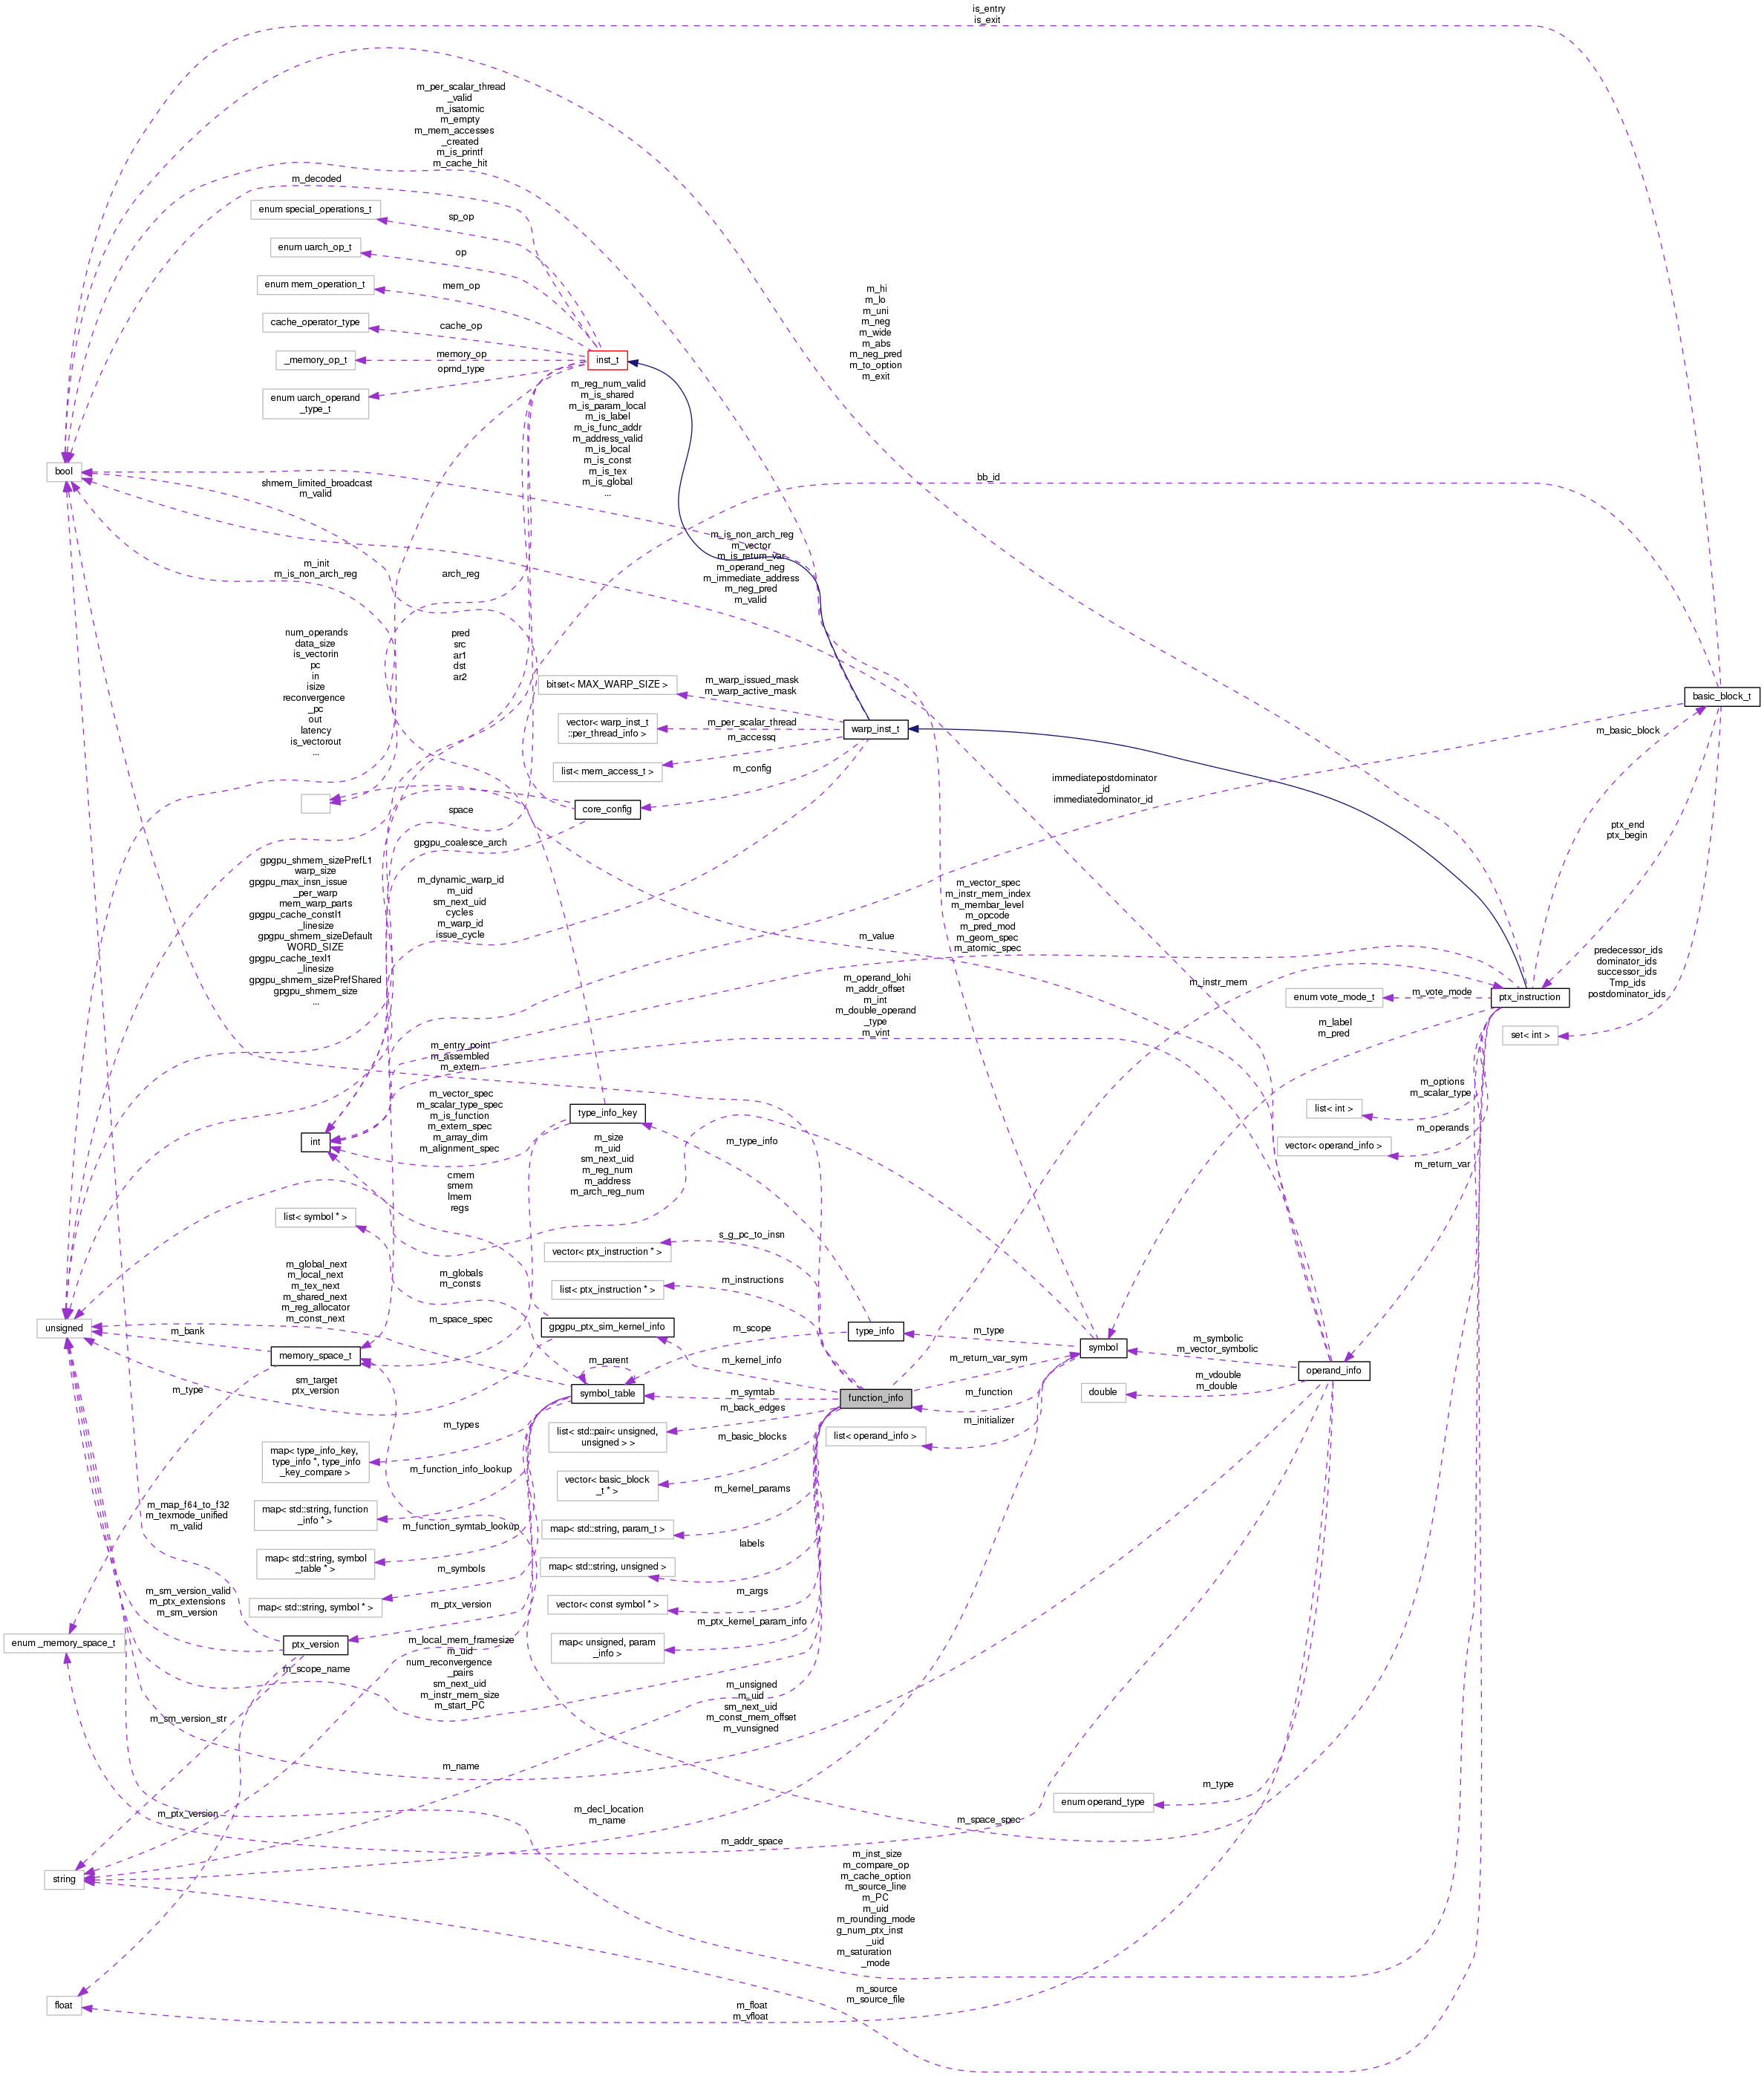 is_entry
is_exit
m_per_scalar_thread
_valid
m_isatomic
m_empty
m_mem_accesses
_created
m_is_printf
m_cache_hit
m_decoded
enum special_operations_t
sp_op
enum uarch_op_t
op
enum mem_operation_t
mem_op
cache_operator_type
cache_op
_memory_op_t
memory_op
inst_t
enum uarch_operand
_type_t
oprnd_type
m_hi
m_lo
m_uni
m_neg
m_wide
m_abs
m_neg_pred
m_to_option
m_exit
m_reg_num_valid
m_is_shared
m_is_param_local
m_is_label
m_is_func_addr
m_address_valid
m_is_local
m_is_const
m_is_tex
m_is_global
...
bool
shmem_limited_broadcast
m_valid
bb_id
m_is_non_arch_reg
m_vector
m_is_return_var
m_operand_neg
m_immediate_address
m_neg_pred
m_valid
m_init
m_is_non_arch_reg
arch_reg
num_operands
data_size
is_vectorin
pc
in
isize
reconvergence
_pc
out
latency
is_vectorout
...
pred
src
ar1
dst
ar2
bitset< MAX_WARP_SIZE >
m_warp_issued_mask
m_warp_active_mask
vector< warp_inst_t
::per_thread_info >
m_per_scalar_thread
warp_inst_t
m_accessq
list< mem_access_t >
m_config
basic_block_t
m_basic_block
core_config
space
immediatepostdominator
_id
immediatedominator_id
ptx_end
ptx_begin
gpgpu_coalesce_arch
gpgpu_shmem_sizePrefL1
warp_size
gpgpu_max_insn_issue
_per_warp
mem_warp_parts
gpgpu_cache_constl1
_linesize
gpgpu_shmem_sizeDefault
WORD_SIZE
gpgpu_cache_texl1
_linesize
gpgpu_shmem_sizePrefShared
gpgpu_shmem_size
...
m_dynamic_warp_id
m_uid
sm_next_uid
cycles
m_warp_id
issue_cycle
m_vector_spec
m_instr_mem_index
m_membar_level
m_opcode
m_pred_mod
m_geom_spec
m_atomic_spec
m_value
predecessor_ids
dominator_ids
successor_ids
Tmp_ids
postdominator_ids
m_operand_lohi
m_addr_offset
m_int
m_double_operand
_type
m_vint
m_instr_mem
enum vote_mode_t
m_vote_mode
ptx_instruction
set< int >
m_label
m_pred
m_entry_point
m_assembled
m_extern
int
m_vector_spec
m_scalar_type_spec
m_is_function
m_extern_spec
m_array_dim
m_alignment_spec
type_info_key
m_size
m_uid
sm_next_uid
m_reg_num
m_address
m_arch_reg_num
m_type_info
list< int >
m_options
m_scalar_type
vector< operand_info >
m_operands
m_return_var
cmem
smem
lmem
regs
list< symbol * >
m_globals
m_consts
vector< ptx_instruction * >
s_g_pc_to_insn
list< ptx_instruction * >
m_instructions
m_global_next
m_local_next
m_tex_next
m_shared_next
m_reg_allocator
m_const_next
m_space_spec
unsigned
m_bank
memory_space_t
gpgpu_ptx_sim_kernel_info
m_scope
type_info
m_type
symbol
m_symbolic
m_vector_symbolic
operand_info
m_parent
m_kernel_info
m_return_var_sym
m_type
sm_target
ptx_version
symbol_table
m_symtab
function_info
m_function
double
m_vdouble
m_double
m_types
list< std::pair< unsigned,
unsigned > >
m_back_edges
list< operand_info >
m_initializer
map< type_info_key,
type_info *, type_info
_key_compare >
m_basic_blocks
vector< basic_block
_t * >
m_function_info_lookup
map< std::string, function
_info * >
m_kernel_params
map< std::string, param_t >
m_map_f64_to_f32
m_texmode_unified
m_valid
m_function_symtab_lookup
map< std::string, symbol
_table * >
labels
map< std::string, unsigned >
m_symbols
map< std::string, symbol * >
m_args
vector< const symbol * >
m_sm_version_valid
m_ptx_extensions
m_sm_version
m_ptx_version
m_ptx_kernel_param_info
map< unsigned, param
_info >
enum _memory_space_t
ptx_version
m_local_mem_framesize
m_uid
num_reconvergence
_pairs
sm_next_uid
m_instr_mem_size
m_start_PC
m_scope_name
m_unsigned
m_uid
sm_next_uid
m_const_mem_offset
m_vunsigned
m_sm_version_str
m_name
m_type
enum operand_type
m_ptx_version
m_decl_location
m_name
m_space_spec
m_addr_space
string
m_inst_size
m_compare_op
m_cache_option
m_source_line
m_PC
m_uid
m_rounding_mode
g_num_ptx_inst
_uid
m_saturation
_mode
float
m_source
m_source_file
m_float
m_vfloat